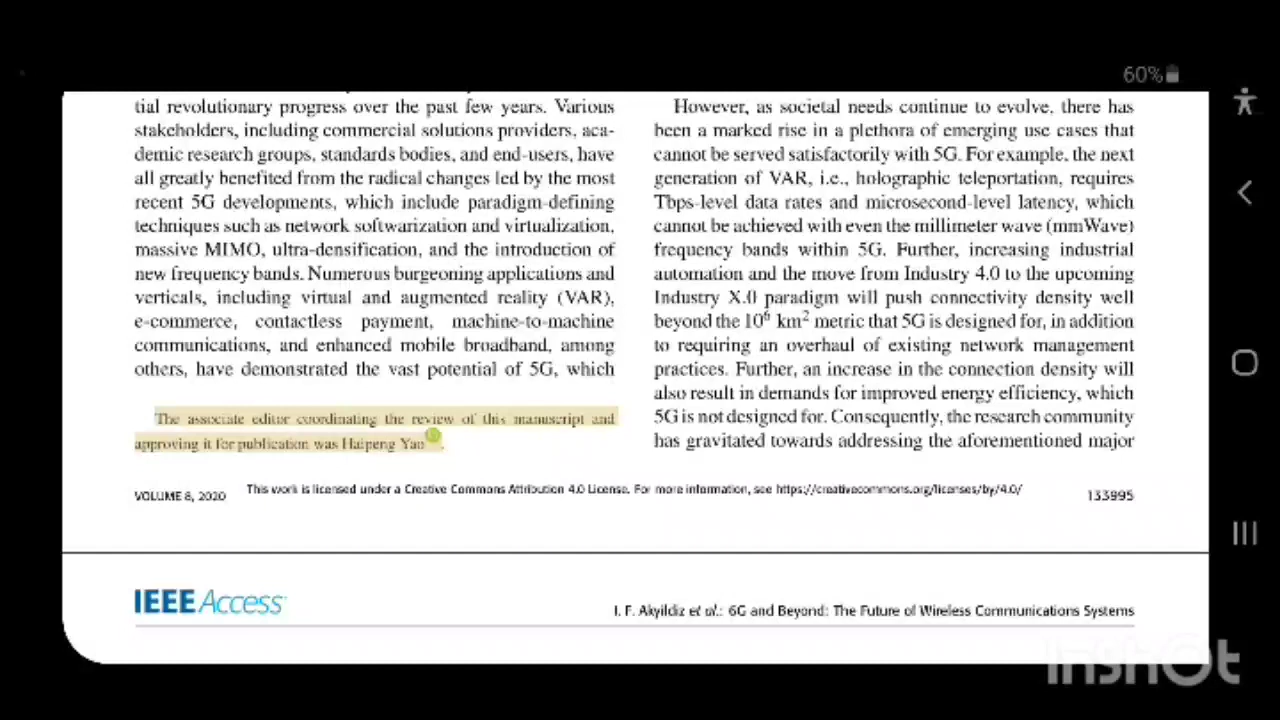 60%
tial revolutionary progress over the past few years. Various
stakeholders, including commercial solutions providers, aca-
demic research groups, standards bodies, and end-users, have
all greatly benefited from the radical changes led by the most
recent 5G developments, which include paradigm-defining
techniques such as network softwarization and virtualization,
massive MIMO, ultra-densification, and the introduction of
new frequency bands. Numerous burgeoning applications and
verticals, including virtual and augmented reality (VAR),
e-commerce, contactless payment, machine-to-machine
communications, and enhanced mobile broadband, among
others, have demonstrated the vast potential of 5G, which
The associate editor coordinating the review of this manuscript and
approving it for publication was Haipeng Yao.
However, as societal needs continue to evolve, there has
been a marked rise in a plethora of emerging use cases that
cannot be served satisfactorily with 5G. For example, the next
generation of VAR, i.e., holographic teleportation, requires
Tbps-level data rates and microsecond-level latency, which
cannot be achieved with even the millimeter wave (mmWave)
frequency bands within 5G. Further, increasing industrial
automation and the move from Industry 4.0 to the upcoming
Industry X.0 paradigm will push connectivity density well
beyond the 10⁶ km² metric that 5G is designed for, in addition
to requiring an overhaul of existing network management
practices. Further, an increase in the connection density will
also result in demands for improved energy efficiency, which
5G is not designed for. Consequently, the research community
has gravitated towards addressing the aforementioned major
VOLUME 8, 2020 This work is licensed under a Creative Commons Attribution 4.0 License. For more information, see https://creativecommons.org/licenses/by/4.0/ 133995
IEEE Access
I. F. Akyildiz et al.: 6G and Beyond: The Future of Wireless Communications Systems
InShOt